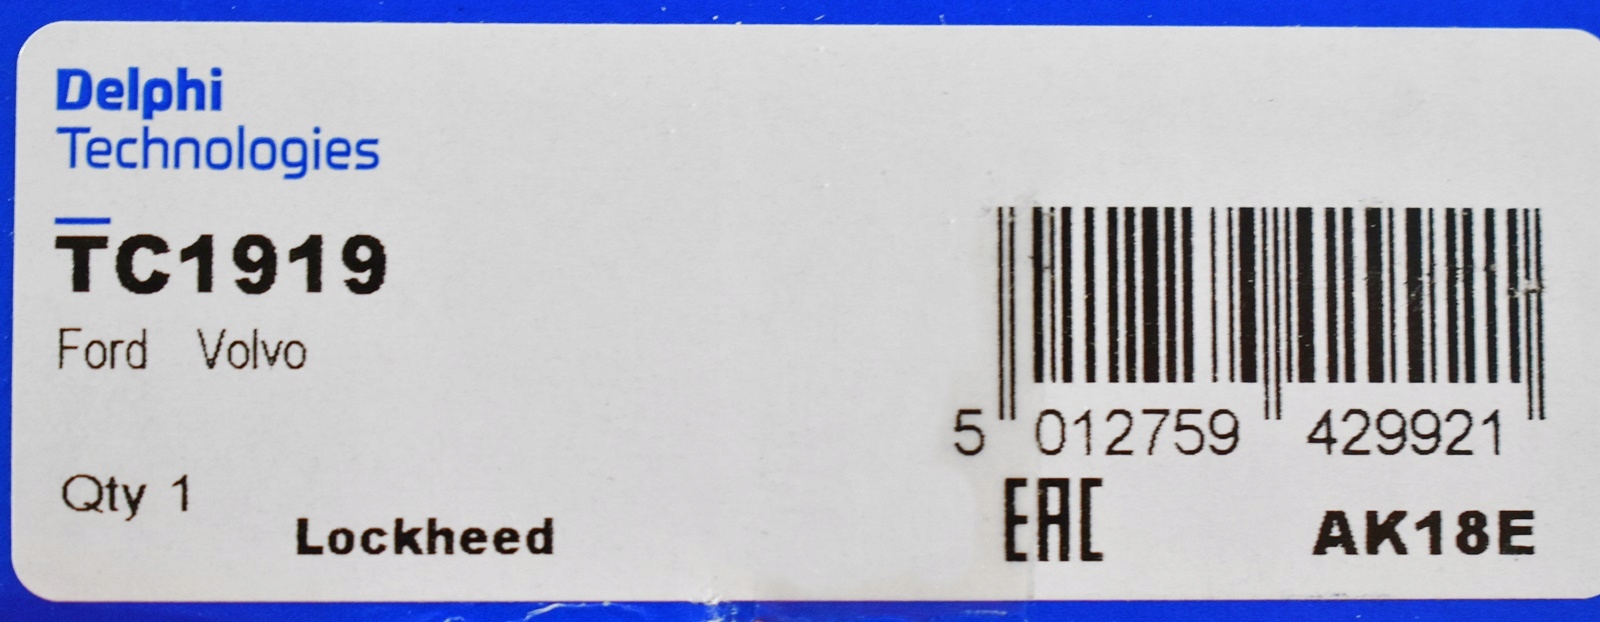 Delphi
Technologies
TC1919
Ford Volvo
5 012759 429921
Qty 1
Lockheed
EAC
AK18E